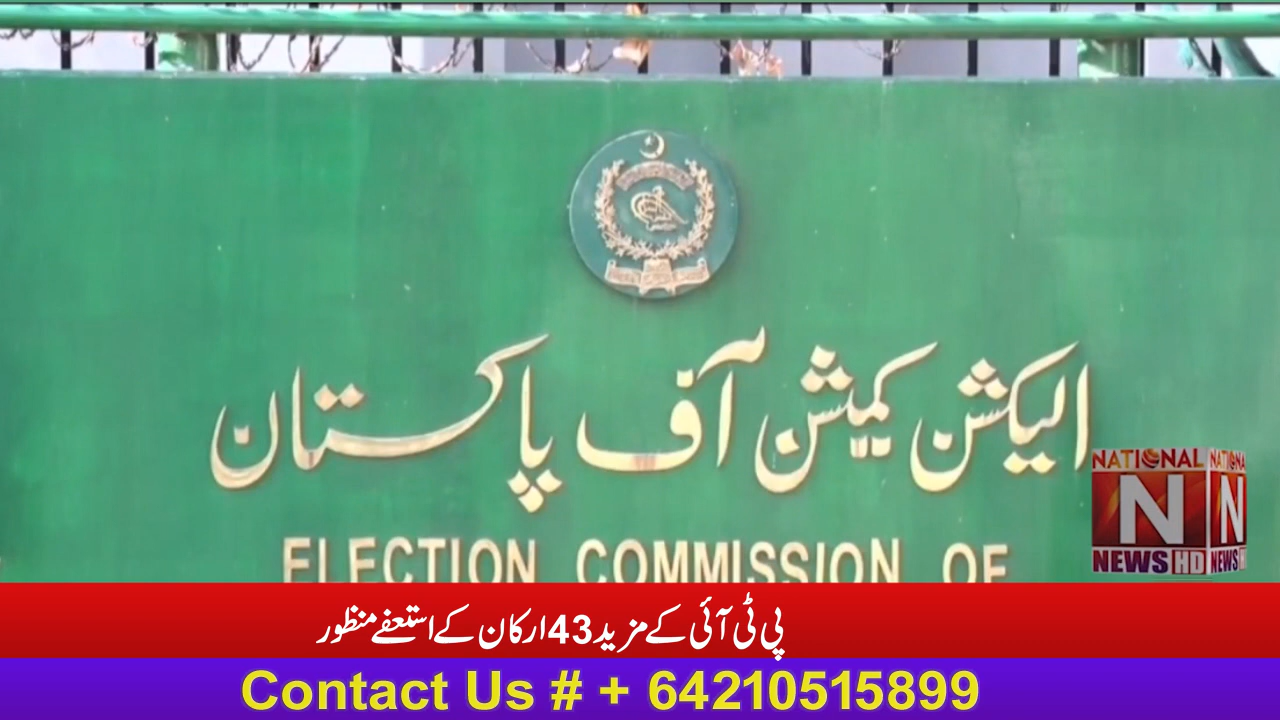 الیکشن کمیشن آف پاکستان
ELECTION COMMISSION OF
NATIONAL NATIONAL
N N
NEWS HD NEWS
پی ٹی آئی کے مزید 43 ارکان کے استعفے منظور
Contact Us # + 64210515899